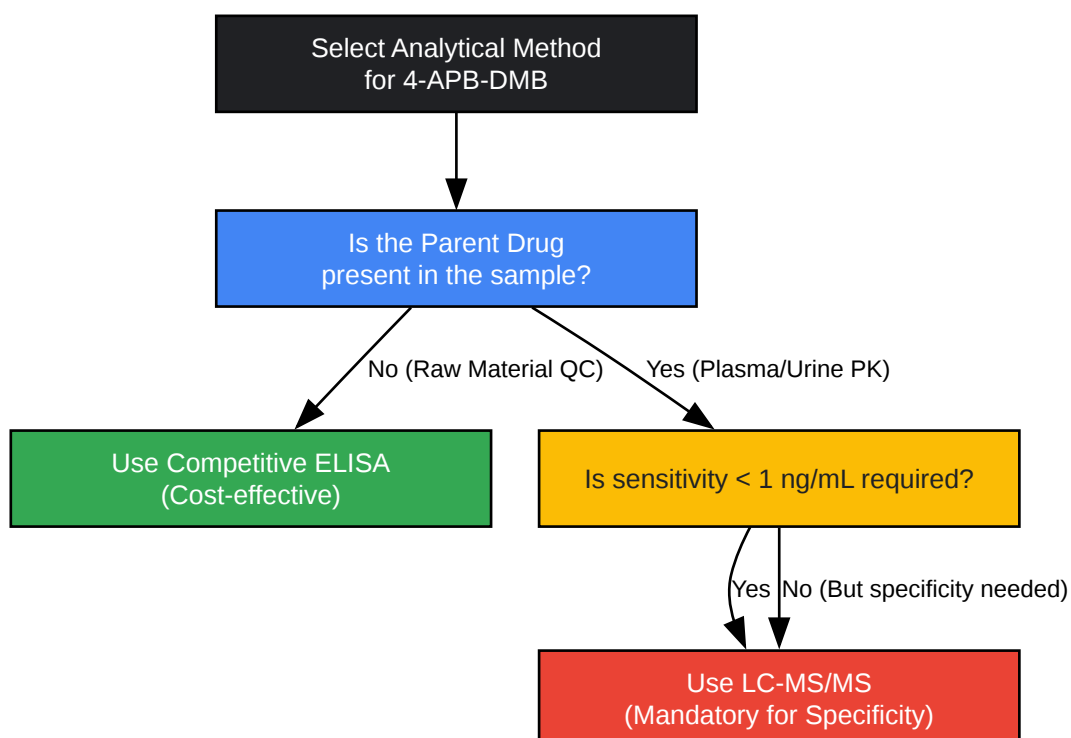 Select Analytical Method
for 4-APB-DMB
Is the Parent Drug
present in the sample?
No (Raw Material QC)
Yes (Plasma/Urine PK)
Use Competitive ELISA
(Cost-effective)
Is sensitivity < 1 ng/mL required?
Yes
No (But specificity needed)
Use LC-MS/MS
(Mandatory for Specificity)